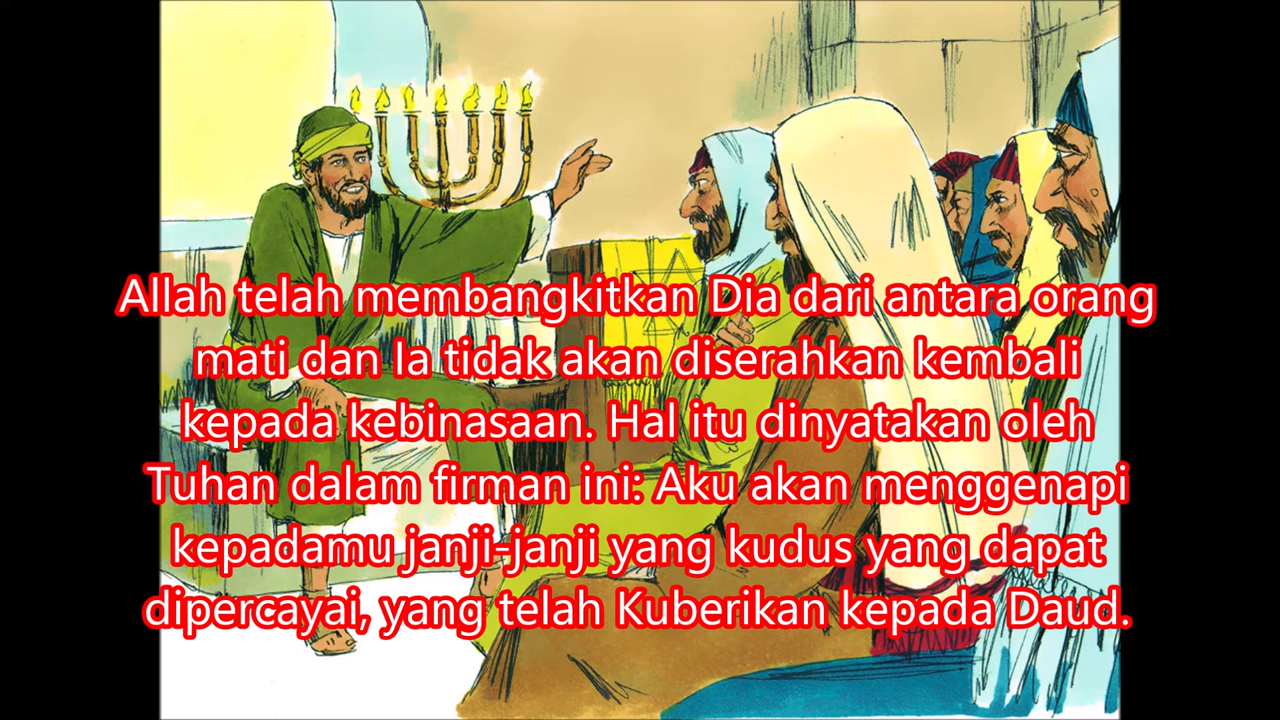 Allah telah membangkitkan Dia dari antara orang
mati dan Ia tidak akan diserahkan kembali
kepada kebinasaan. Hal itu dinyatakan oleh
Tuhan dalam firman ini: Aku akan menggenapi
kepadamu janji-janji yang kudus yang dapat
dipercayai, yang telah Kuberikan kepada Daud.